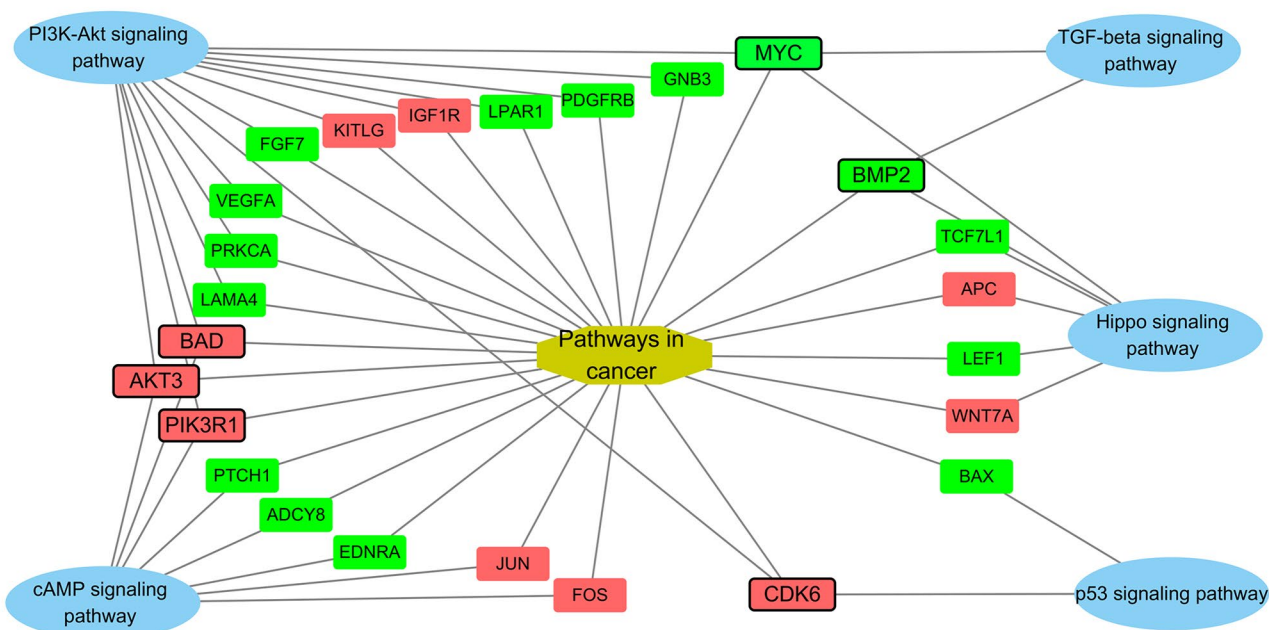 PI3K-Akt signaling
pathway
MYC
TGF-beta signaling
pathway
GNB3
PDGFRB
LPAR1
IGF1R
KITLG
FGF7
BMP2
VEGFA
TCF7L1
PRKCA
APC
LAMA4
Hippo signaling
pathway
BAD
Pathways in
cancer
LEF1
AKT3
WNT7A
PIK3R1
PTCH1
BAX
ADCY8
EDNRA
JUN
FOS
CDK6
cAMP signaling
pathway
p53 signaling pathway